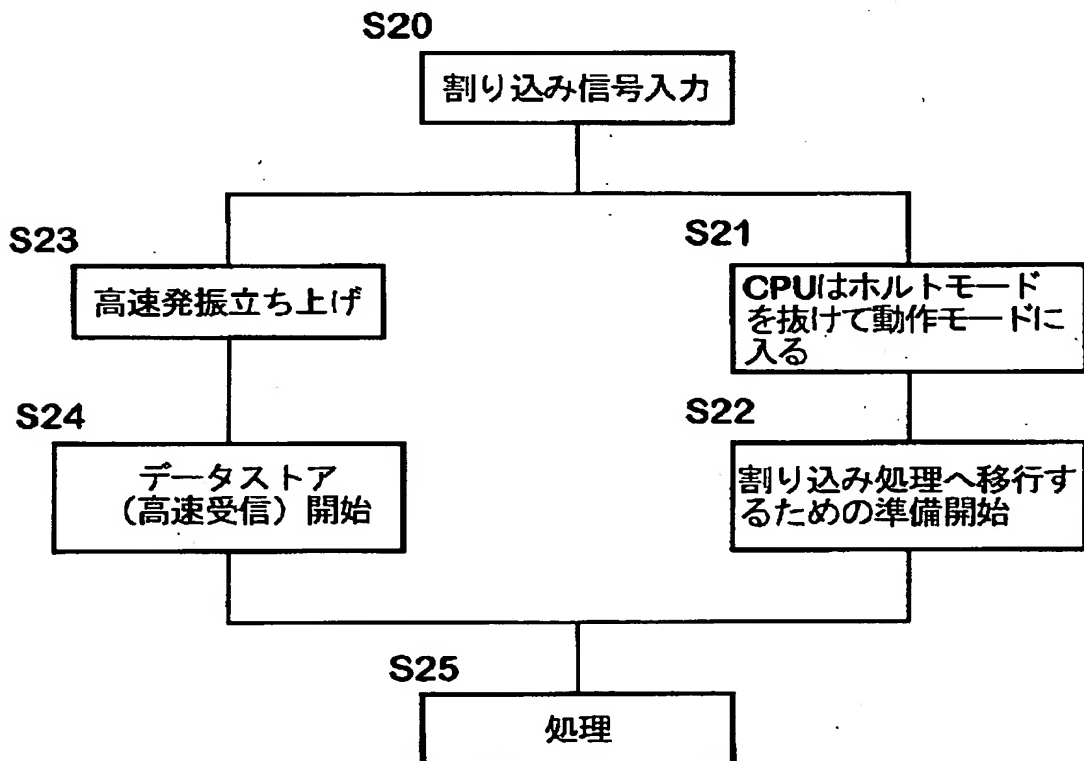 S20
割り込み信号入力
S23
高速発振立ち上げ
S21
CPUはホルトモード
を抜けて動作モードに
入る
S24
データストア
（高速受信）開始
S22
割り込み処理へ移行す
るための準備開始
S25
処理